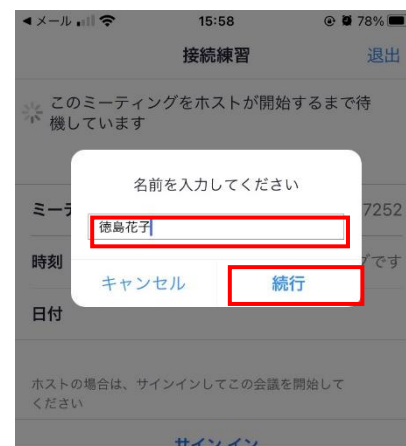 ◀メール 15:58 78%
接続練習 退出
このミーティングをホストが開始するまで待
機しています
名前を入力してください
ミーテ 7252
徳島花子
時刻 グです
キャンセル 続行
日付
ホストの場合は、サインインしてこの会議を開始して
ください
サインイン